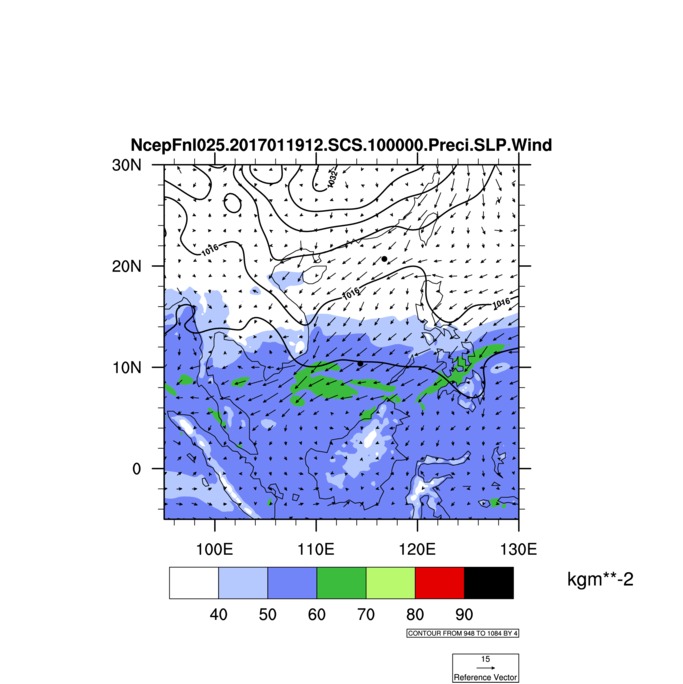 NcepFnl025.2017011912.SCS.100000.Preci.SLP.Wind
30N
1032
1016
20N
1016
1016
10N
0
100E 110E 120E 130E
kgm**-2
40 50 60 70 80 90
CONTOUR FROM 948 TO 1084 BY 4
15
Reference Vector